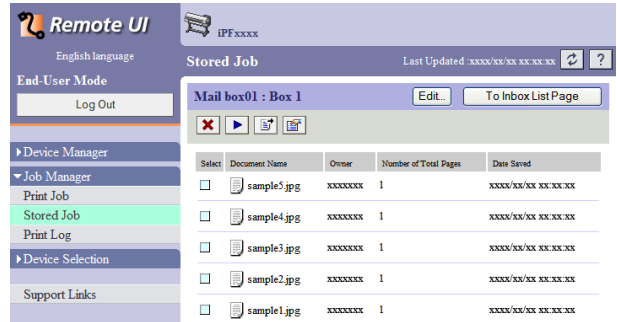 Remote UI
English language
End-User Mode
Log Out
Device Manager
Job Manager
Print Job
Stored Job
Print Log
Device Selection
Support Links
iPFxxxx
Stored Job
Last Updated :xxxx/xx/xx xx:xx:xx
?
Mail box01 : Box 1
Edit..
To Inbox List Page
Select Document Name Owner Number of Total Pages Date Saved
sample5.jpg xxxxxxx 1 xxxx/xx/xx xx:xx:xx
sample4.jpg xxxxxxx 1 xxxx/xx/xx xx:xx:xx
sample3.jpg xxxxxxx 1 xxxx/xx/xx xx:xx:xx
sample2.jpg xxxxxxx 1 xxxx/xx/xx xx:xx:xx
sample1.jpg xxxxxxx 1 xxxx/xx/xx xx:xx:xx